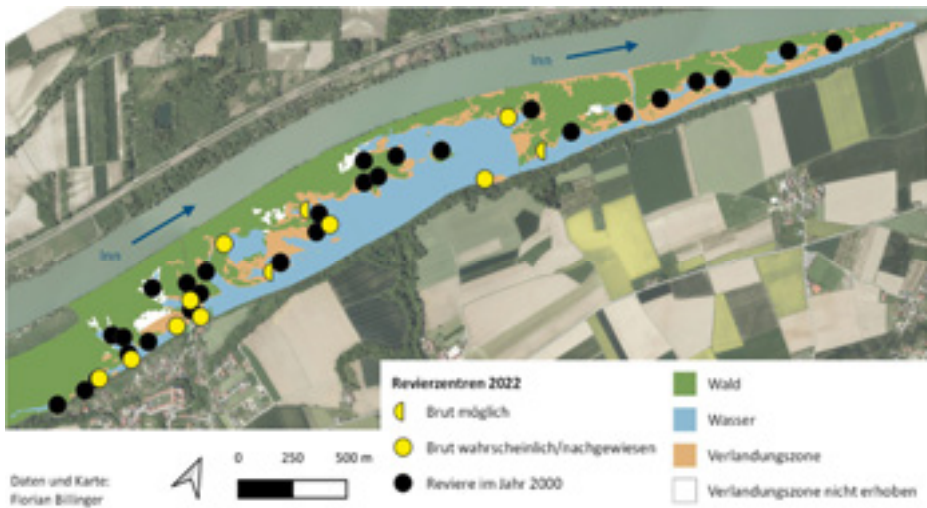 Inn
Inn
Revierzentren 2022
Brut möglich
Brut wahrscheinlich/nachgewiesen
Reviere im Jahr 2000
Wald
Wasser
Verlandungszone
Verlandungszone nicht erhoben
0 250 500 m
Daten und Karte:
Florian Billinger